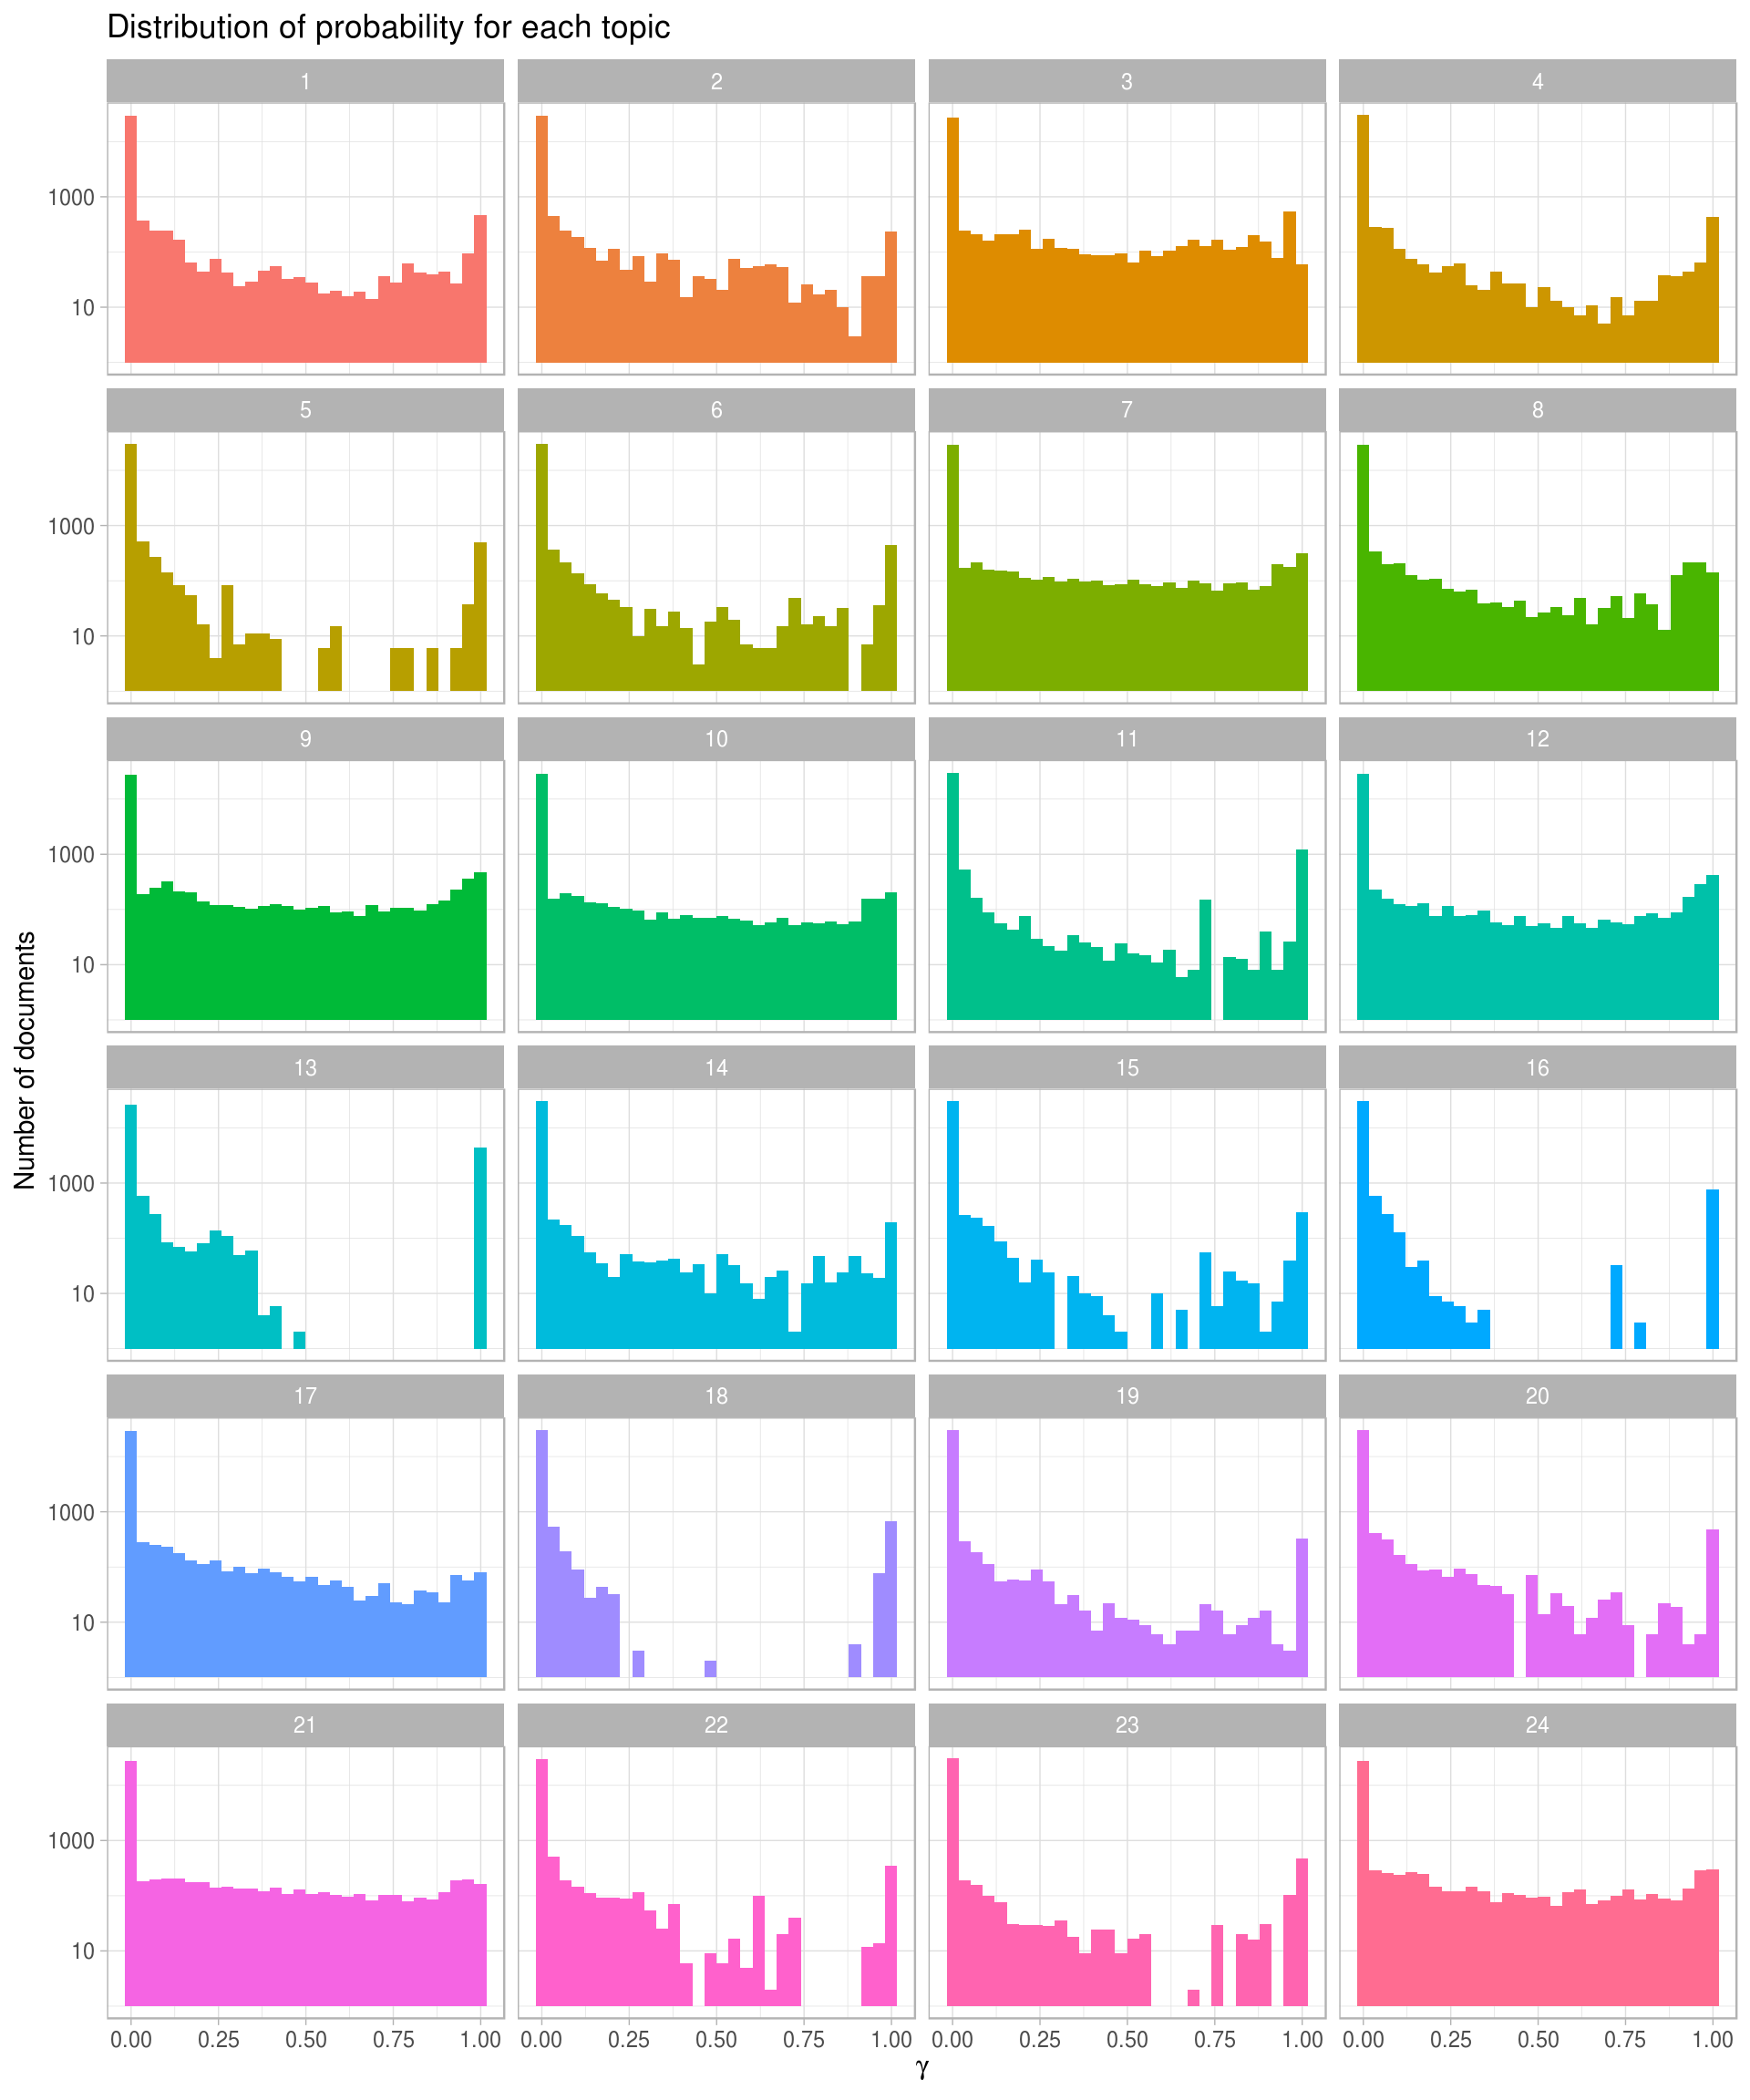 Distribution of probability for each topic
1 2 3 4
1000
10
5 6 7 8
1000
10
9 10 11 12
1000
10
13 14 15 16
1000
10
17 18 19 20
1000
10
21 22 23 24
1000
10
0.00 0.25 0.50 0.75 1.00 0.00 0.25 0.50 0.75 1.00 0.00 0.25 0.50 0.75 1.00 0.00 0.25 0.50 0.75 1.00
γ
Number of documents